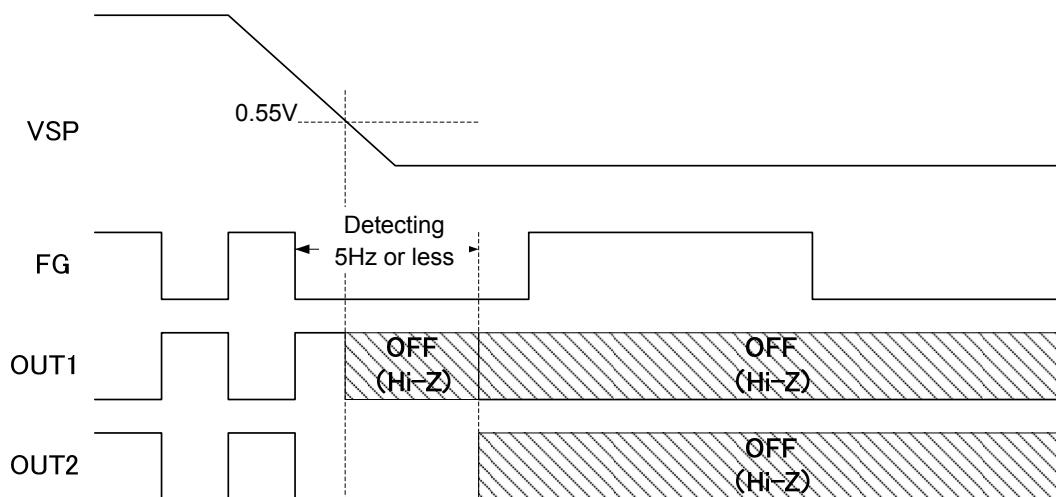 0.55V
VSP
Detecting
5Hz or less
FG
OUT1
OFF
(Hi-Z)
OFF
(Hi-Z)
OUT2
OFF
(Hi-Z)